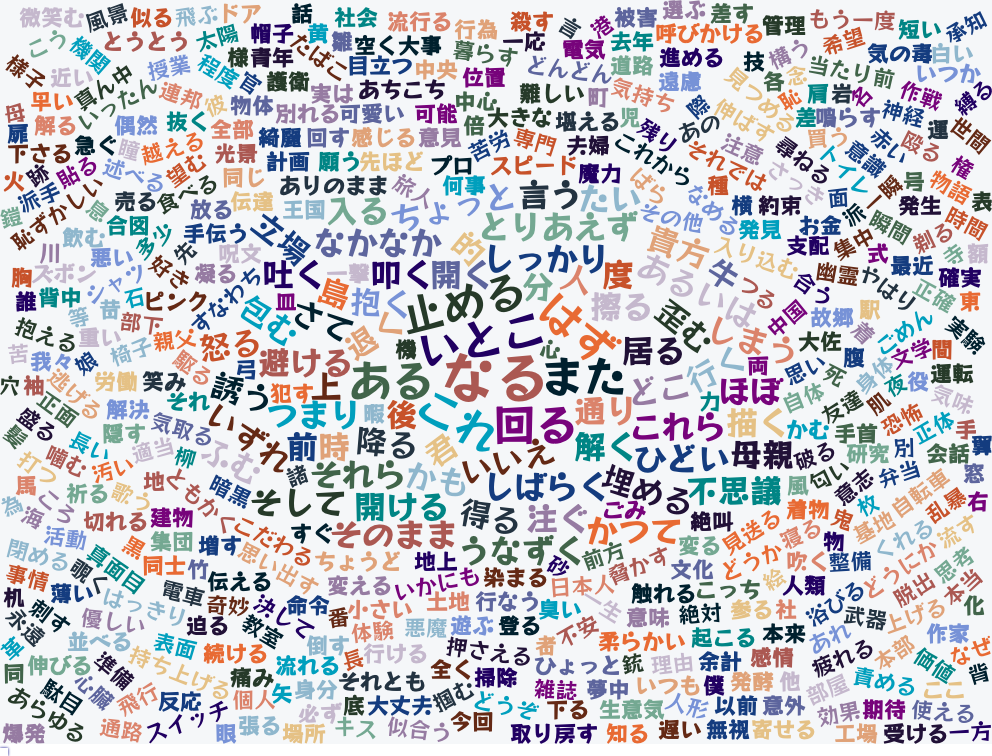 微笑む 風景 似る 飛ぶ ドア 話 社会 流行る 行為 殺す 言 港 被害 選ぶ 差す 管理 もう一度 短い 承知
こう 機関 とうとう 太陽 帽子 黄 雛 空く 大事 暮らす 一応 電気 去年 呼びかける 進める 技 構う 希望 気の毒 白い
様子 近い 真ん中 授業 程度 官 様 青年 たばこ 目立つ 中央 位置 どんどん 道路 遠慮 見つめる 各 念 当たり前 いつか
母 平い いったん 連邦 彼 物体 護衛 実は あちこち 中心 難しい 町 気持ち 伸ばす 恥 肩 岩 名 作戦 縛る
扉 解る 急ぐ 偶然 抜く 全部 別れる 可愛い 可能 倍 大きな 堪える 児 残り あの 差 鳴らす 神経 運 世間
下さる 瞳 越える 光景 綺麗 回す 感じる 意見 苦労 専門 夫婦 これから それでは 注意 買う トイレ 赤い 殴る
火 跡 貼る 述べる 望む 同じ 計画 願う 先ほど プロ スピード 魔力 ばら 種 さっき 尋ねる 意識 権
鎧 派手 恥ずかしい 息 売る 食べる 伝達 ありのまま 旅人 何事 言う たい その他 なめる 横 約束 面 派 勝 号 発生 物語 表
合図 多少 放る 手伝う 王国 入る ちょっと とりあえず 貴方 入り込む 発見 お金 瞬間 剃る 時間
川 飲む 悪い 先 呪文 立場 なかなか 的 しっかり 牛 支配 集中 式 最近 寺 額
胸 ズボン シャツ 好き 凝る すなわち 吐く 一撃 叩く 開く 分 人 度 あるいは つる 合う 幽霊 やはり 正確 確実
誰 背中 等 昔 石 ピンク 皿 島 抱く 止める 擦る 中国 故郷 駅 東
抱える 重い 部下 包む さて 退く いとこ はず 歪む しまう 大佐 着 ごめん 実験
苦 我々 娘 椅子 親父 怒る 避ける 機 心 居る しく 両 思い 腹 文学 間
穴 袖 逃げる 労働 笑み 駆る 弓 誘う 犯す 上 ある なる また どこ 行く ほぼ 自体 死 身体 夜 役 運転
盛る 正面 解決 それ いずれ つまり 暇 後 これ 回る 通り これら 力 描く かむ 友達 肌 恐怖 気味
髪 長い 隠す 気取る 前 時 降る 君 いいえ 解く ひどい 母親 破る 手首 研究 別 正体 手 翼
打つ 噛む 汚い 適当 柳 ふむ 諸 それら かも しばらく 埋める 不思議 風 匂い 意志 弁当 会話 窓
馬 祈る 歌う 地 ともかく 暗黒 そして 開ける 得る 注ぐ ごみ かつて 絶叫 着物 鬼 枚 基地 自転車 乱暴 右
為 海 ころ 切れる 建物 こだわる すぐ そのまま うなずく 前方 変る 見送る 寝る 物 くれる 流す
閉める 活動 黒 集団 増す 思い出す ちょうど 地上 砂 脅かす 文化 どうか 吹く 整備 どうにか 思考
事情 真面目 同士 竹 伝える 変える いかにも 染まる 日本人 触れる こっち 絵 人類 浴びる 脱出 本当
机 薄い 覗く はっきり 電車 奇妙 決して 命令 番 小さい 土地 行なう 臭い 一生 意味 絶対 参る 社 武器 上げる 化
永遠 刺す 優しい 迫る 教室 倒す 体験 悪魔 遊ぶ 登る 者 不安 柔らかい 起こる 本来 あれ 疲れる 本部 作家 なぜ
並べる 表面 続ける 流れる 長 行ける 押さえる ひょっと 銃 理由 余計 感情 価値
同 伸びる 準備 持ち上げる 痛み それとも 全く 掃除 雑誌 夢中 いつも 僕 発酵 他 部屋 責める ここ 背
駄目 心臓 飛行 反応 個人 矢 身分 底 大丈夫 掴む どうぞ 下る 生意気 人形 以前 意外 効果 期待 使える
あらゆる 爆発 通路 スイッチ 眼 張る 場所 必ず キス 似合う 今回 取り戻す 知る 遅い 無視 寄せる 工場 受ける 一方